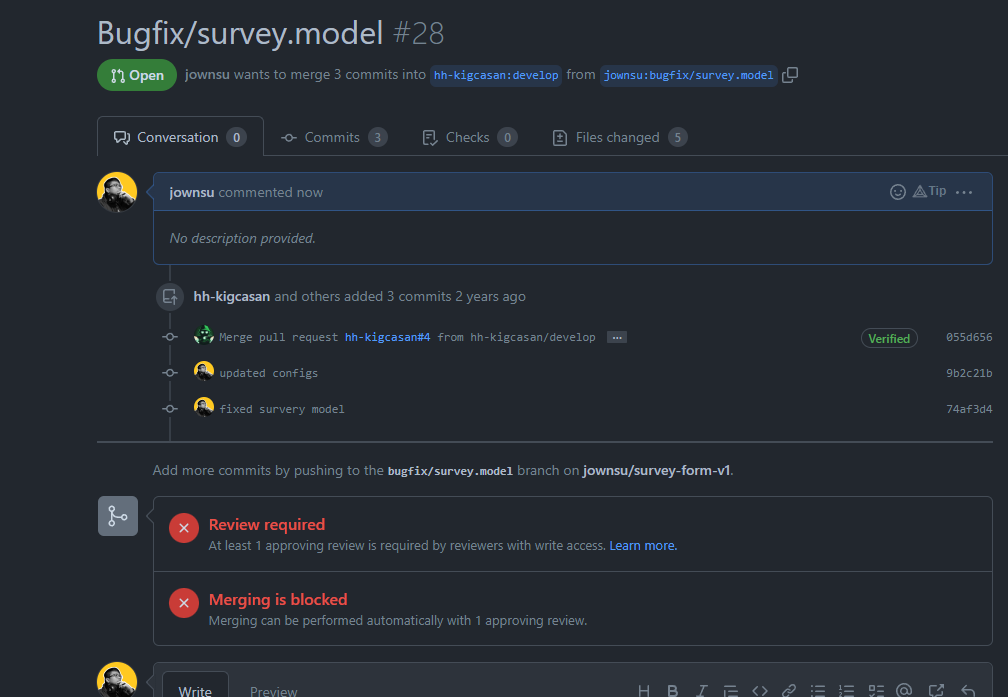 Bugfix/survey.model #28
Open jownsu wants to merge 3 commits into hh-kigcasan:develop from jownsu:bugfix/survey.model
Conversation 0 Commits 3 Checks 0 Files changed 5
jownsu commented now Tip ...
No description provided.
hh-kigcasan and others added 3 commits 2 years ago
Merge pull request hh-kigcasan#4 from hh-kigcasan/develop ... Verified 055d656
updated configs 9b2c21b
fixed survery model 74af3d4
Add more commits by pushing to the bugfix/survey.model branch on jownsu/survey-form-v1.
Review required
At least 1 approving review is required by reviewers with write access. Learn more.
Merging is blocked
Merging can be performed automatically with 1 approving review.
Write Preview